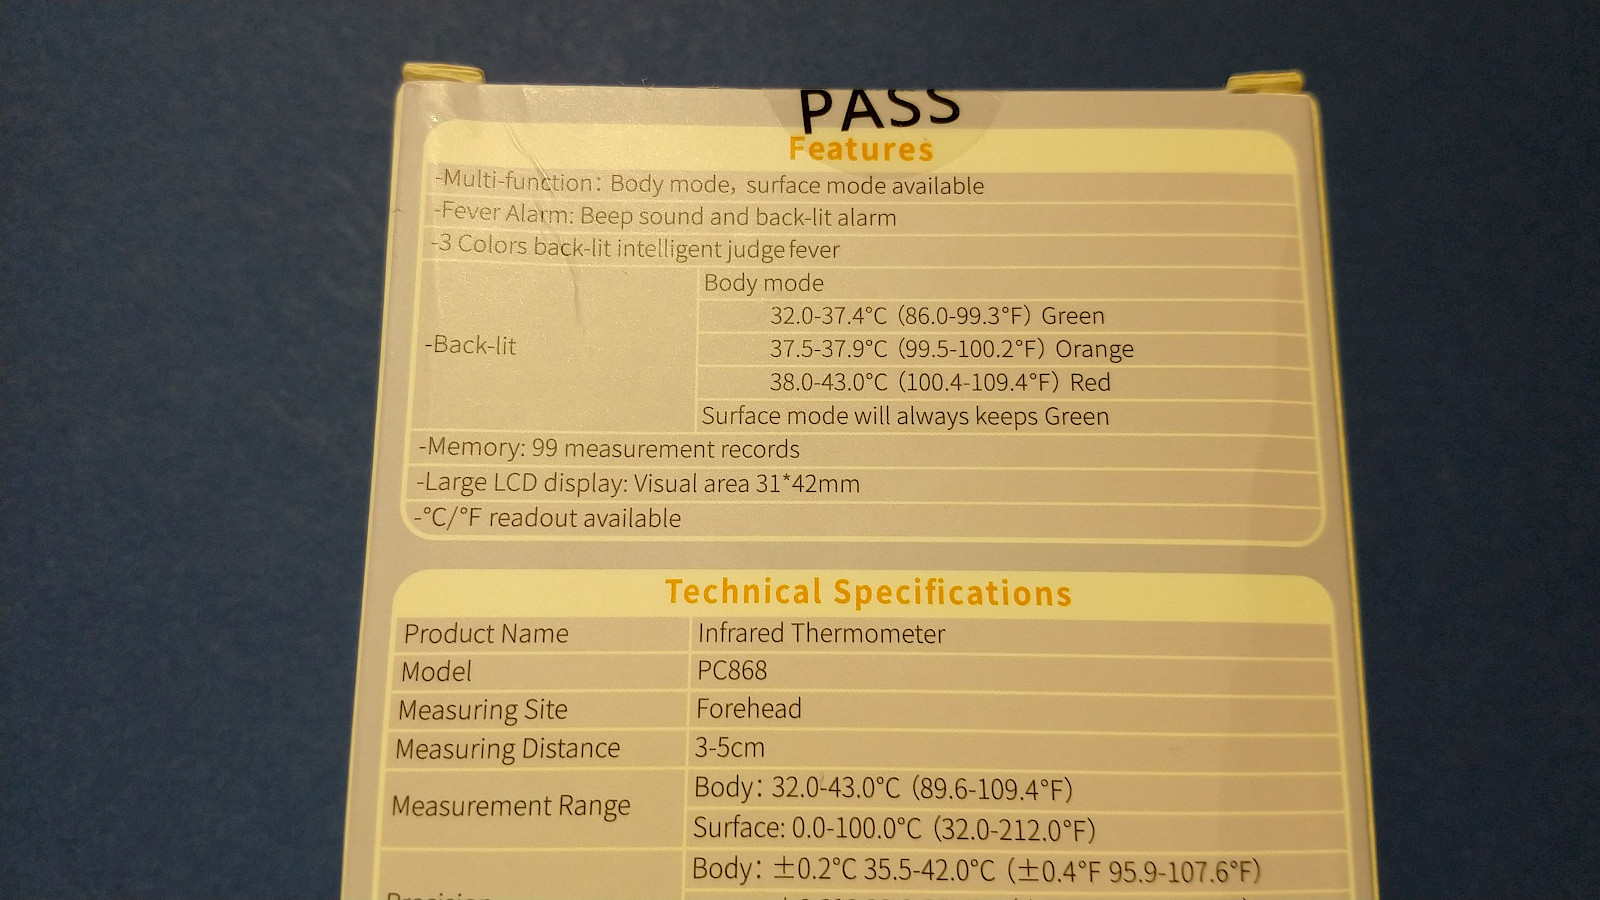 PASS
Features
-Multi-function: Body mode, surface mode available
-Fever Alarm: Beep sound and back-lit alarm
-3 Colors back-lit intelligent judge fever
-Back-lit
Body mode
32.0-37.4°C (86.0-99.3°F) Green
37.5-37.9°C (99.5-100.2°F) Orange
38.0-43.0°C (100.4-109.4°F) Red
Surface mode will always keeps Green
-Memory: 99 measurement records
-Large LCD display: Visual area 31*42mm
-°C/°F readout available
Technical Specifications
Product Name Infrared Thermometer
Model PC868
Measuring Site Forehead
Measuring Distance 3-5cm
Measurement Range
Body: 32.0-43.0°C (89.6-109.4°F)
Surface: 0.0-100.0°C (32.0-212.0°F)
Precision
Body: ±0.2°C 35.5-42.0°C (±0.4°F 95.9-107.6°F)